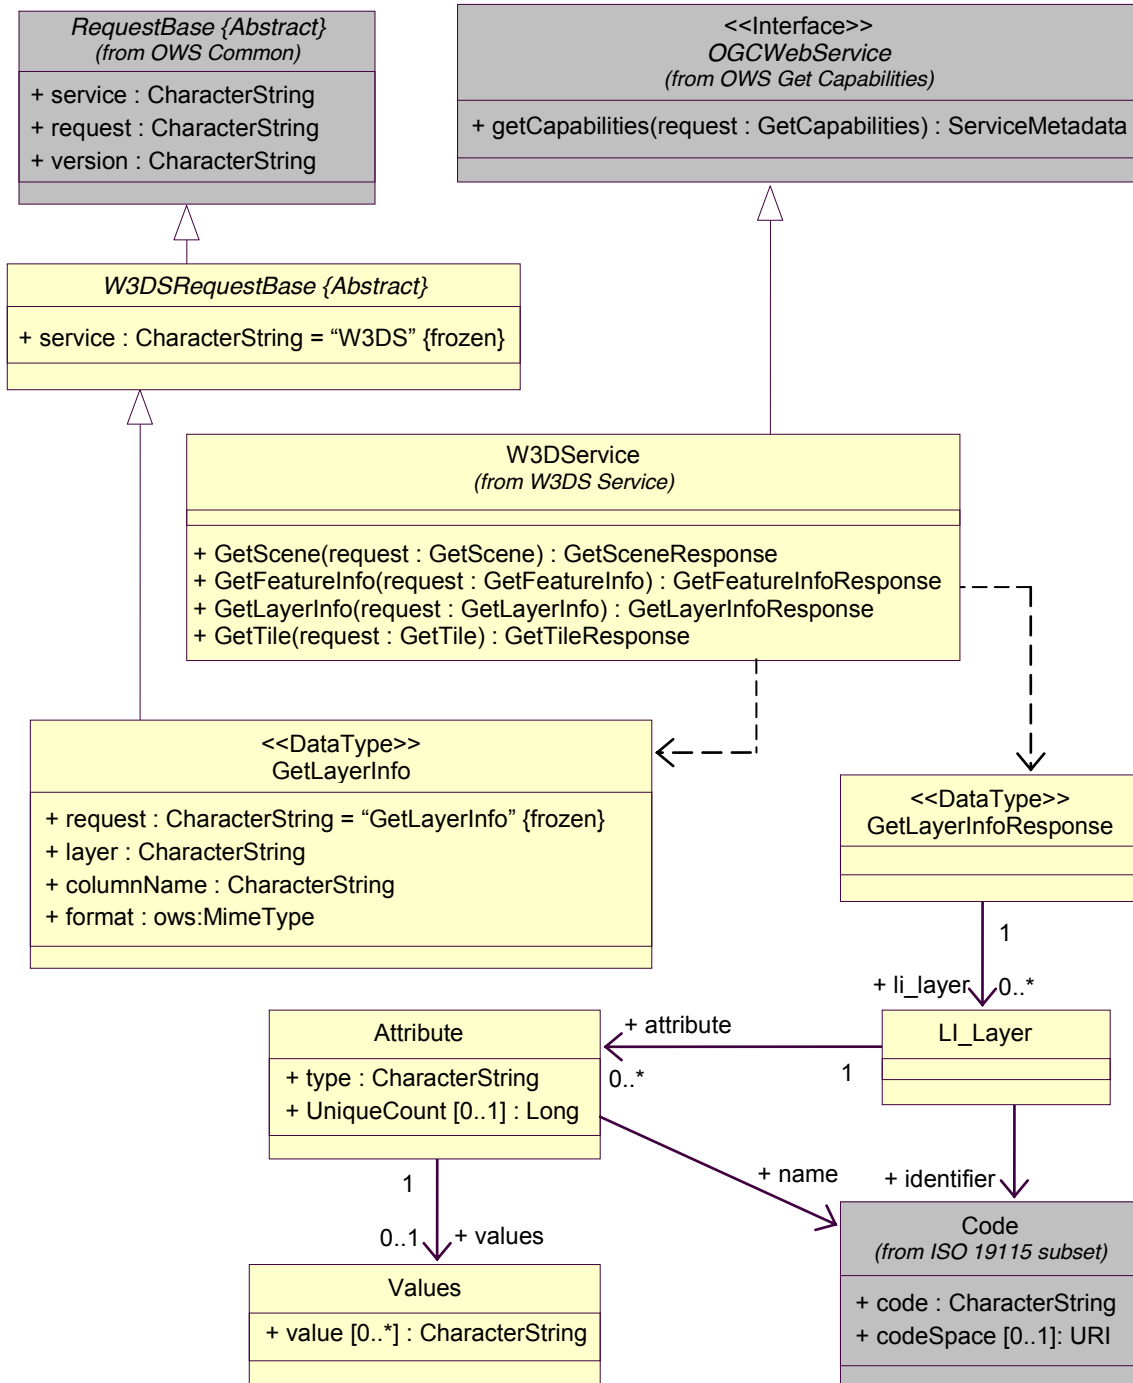 RequestBase {Abstract}
(from OWS Common)
+ service : CharacterString
+ request : CharacterString
+ version : CharacterString
<<Interface>>
OGCWebService
(from OWS Get Capabilities)
+ getCapabilities(request : GetCapabilities) : ServiceMetadata
W3DSRequestBase {Abstract}
+ service : CharacterString = “W3DS” {frozen}
W3DService
(from W3DS Service)
+ GetScene(request : GetScene) : GetSceneResponse
+ GetFeatureInfo(request : GetFeatureInfo) : GetFeatureInfoResponse
+ GetLayerInfo(request : GetLayerInfo) : GetLayerInfoResponse
+ GetTile(request : GetTile) : GetTileResponse
<<DataType>>
GetLayerInfo
+ request : CharacterString = “GetLayerInfo” {frozen}
+ layer : CharacterString
+ columnName : CharacterString
+ format : ows:MimeType
<<DataType>>
GetLayerInfoResponse
1
+ li_layer
0..*
LI_Layer
+ attribute
0..*
1
Attribute
+ type : CharacterString
+ UniqueCount [0..1] : Long
1
0..1
+ values
+ name
+ identifier
Values
+ value [0..*] : CharacterString
Code
(from ISO 19115 subset)
+ code : CharacterString
+ codeSpace [0..1]: URI